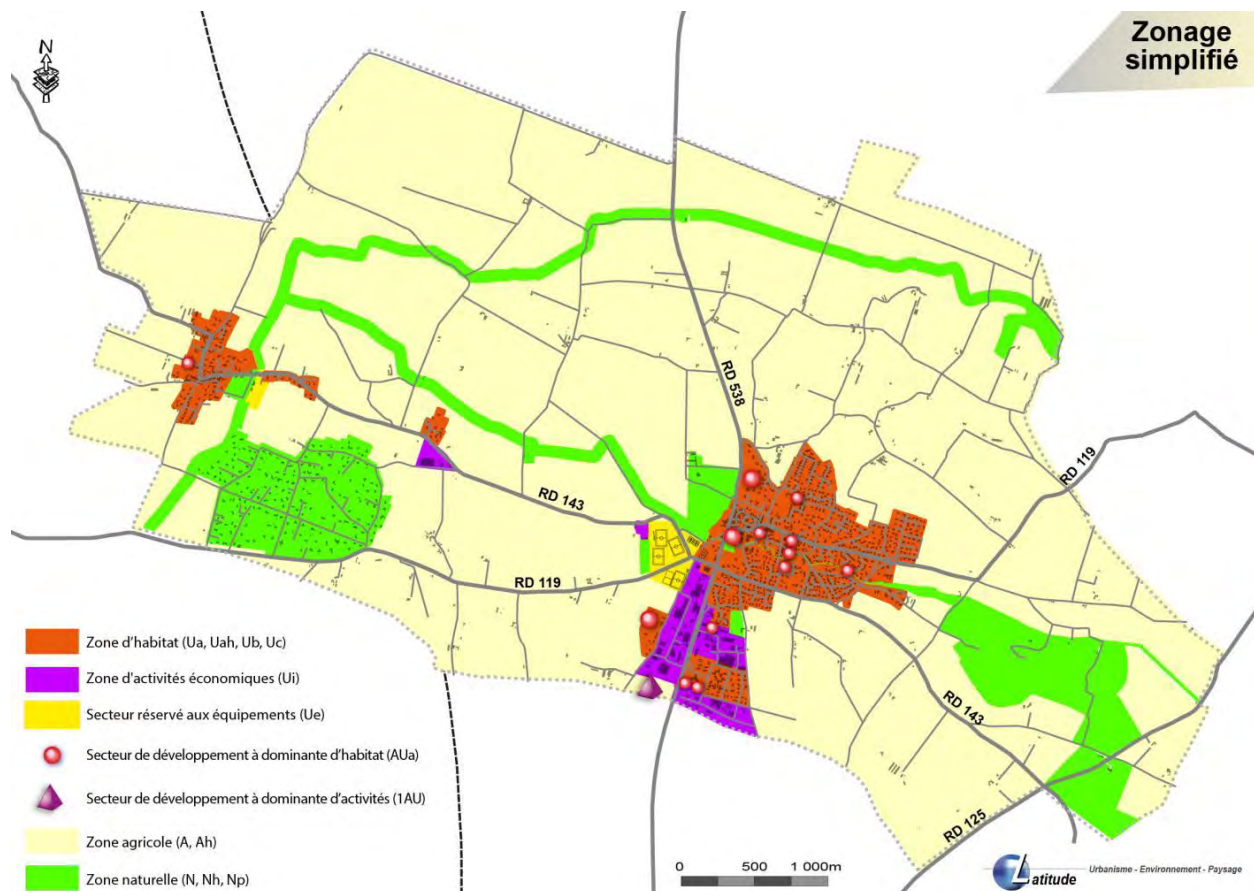 Zonage
simplifié
N
RD 538
RD 119
RD 143
RD 119
RD 143
RD 125
Zone d'habitat (Ua, Uah, Ub, Uc)
Zone d'activités économiques (Ui)
Secteur réservé aux équipements (Ue)
Secteur de développement à dominante d'habitat (AUa)
Secteur de développement à dominante d'activités (1AU)
Zone agricole (A, Ah)
Zone naturelle (N, Nh, Np)
0 500 1 000m
Latitude Urbanisme - Environnement - Paysage